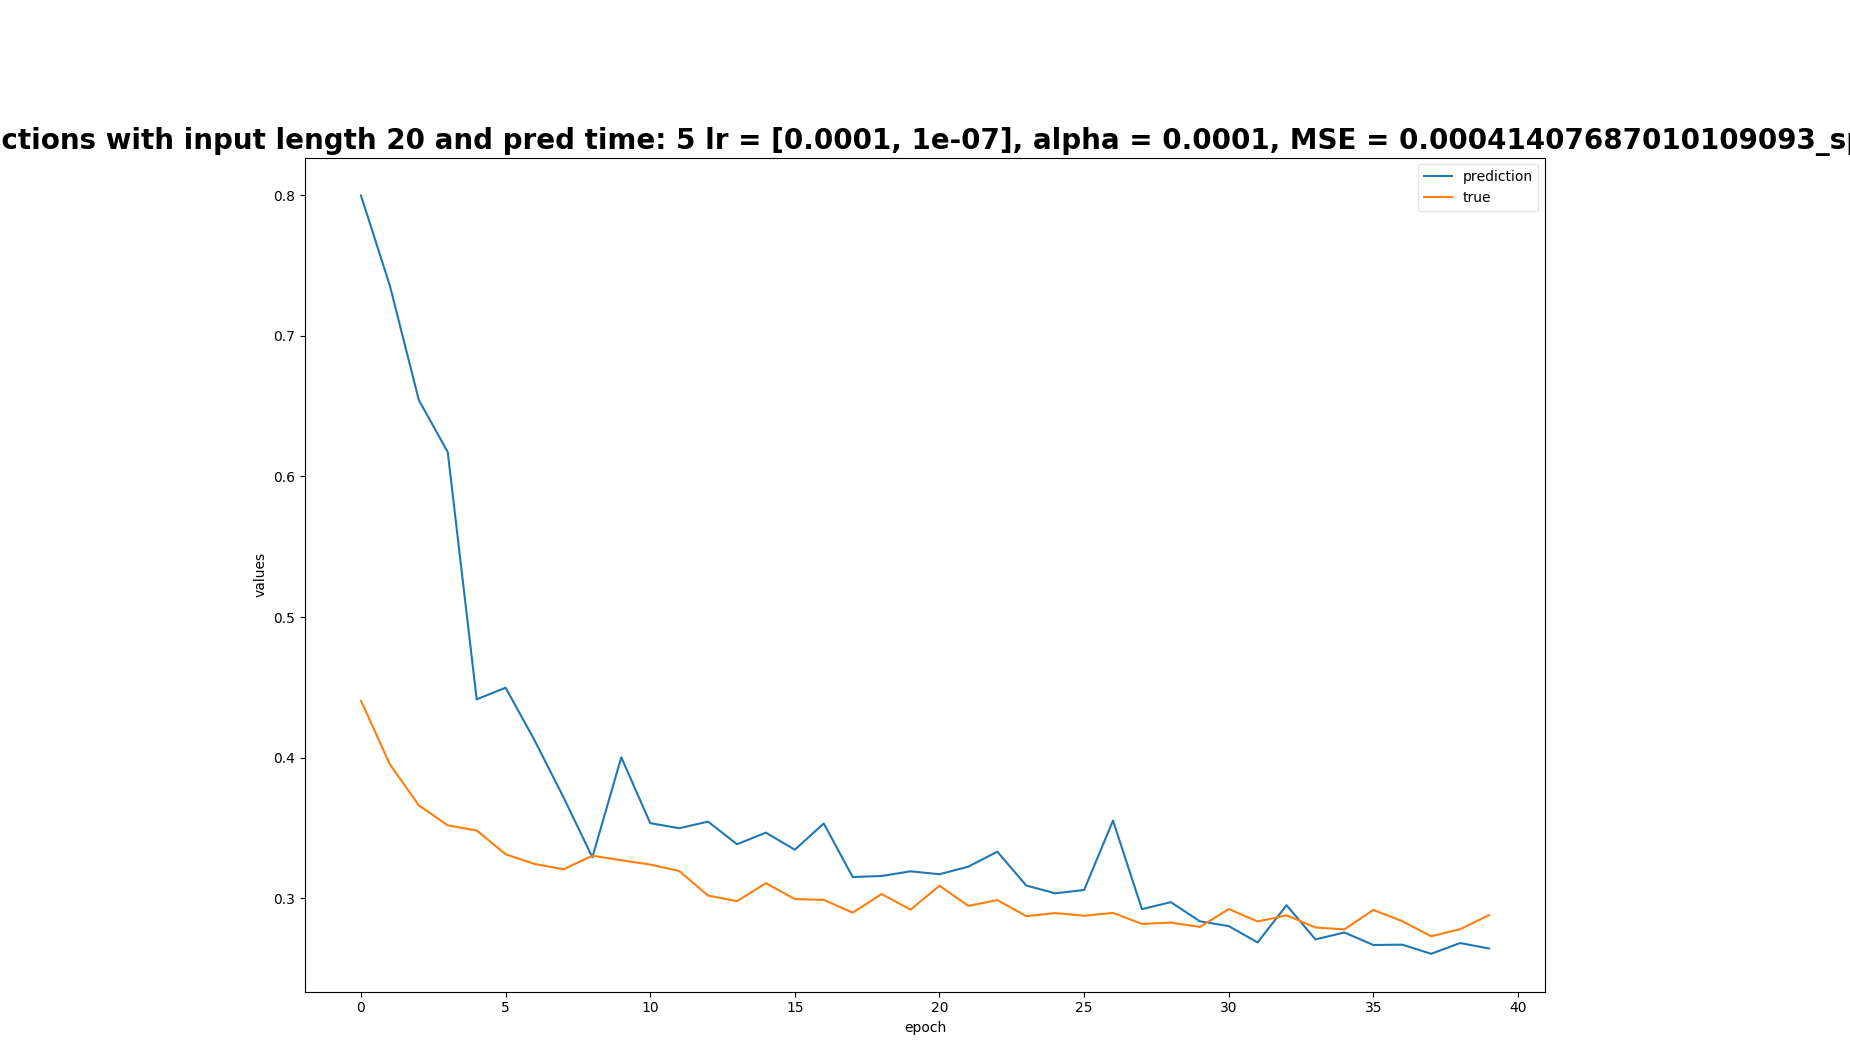 ctions with input length 20 and pred time: 5 lr = [0.0001, 1e-07], alpha = 0.0001, MSE = 0.00041407687010109093_sp
prediction
true
0.8
0.7
0.6
0.5
0.4
0.3
values
0 5 10 15 20 25 30 35 40
epoch